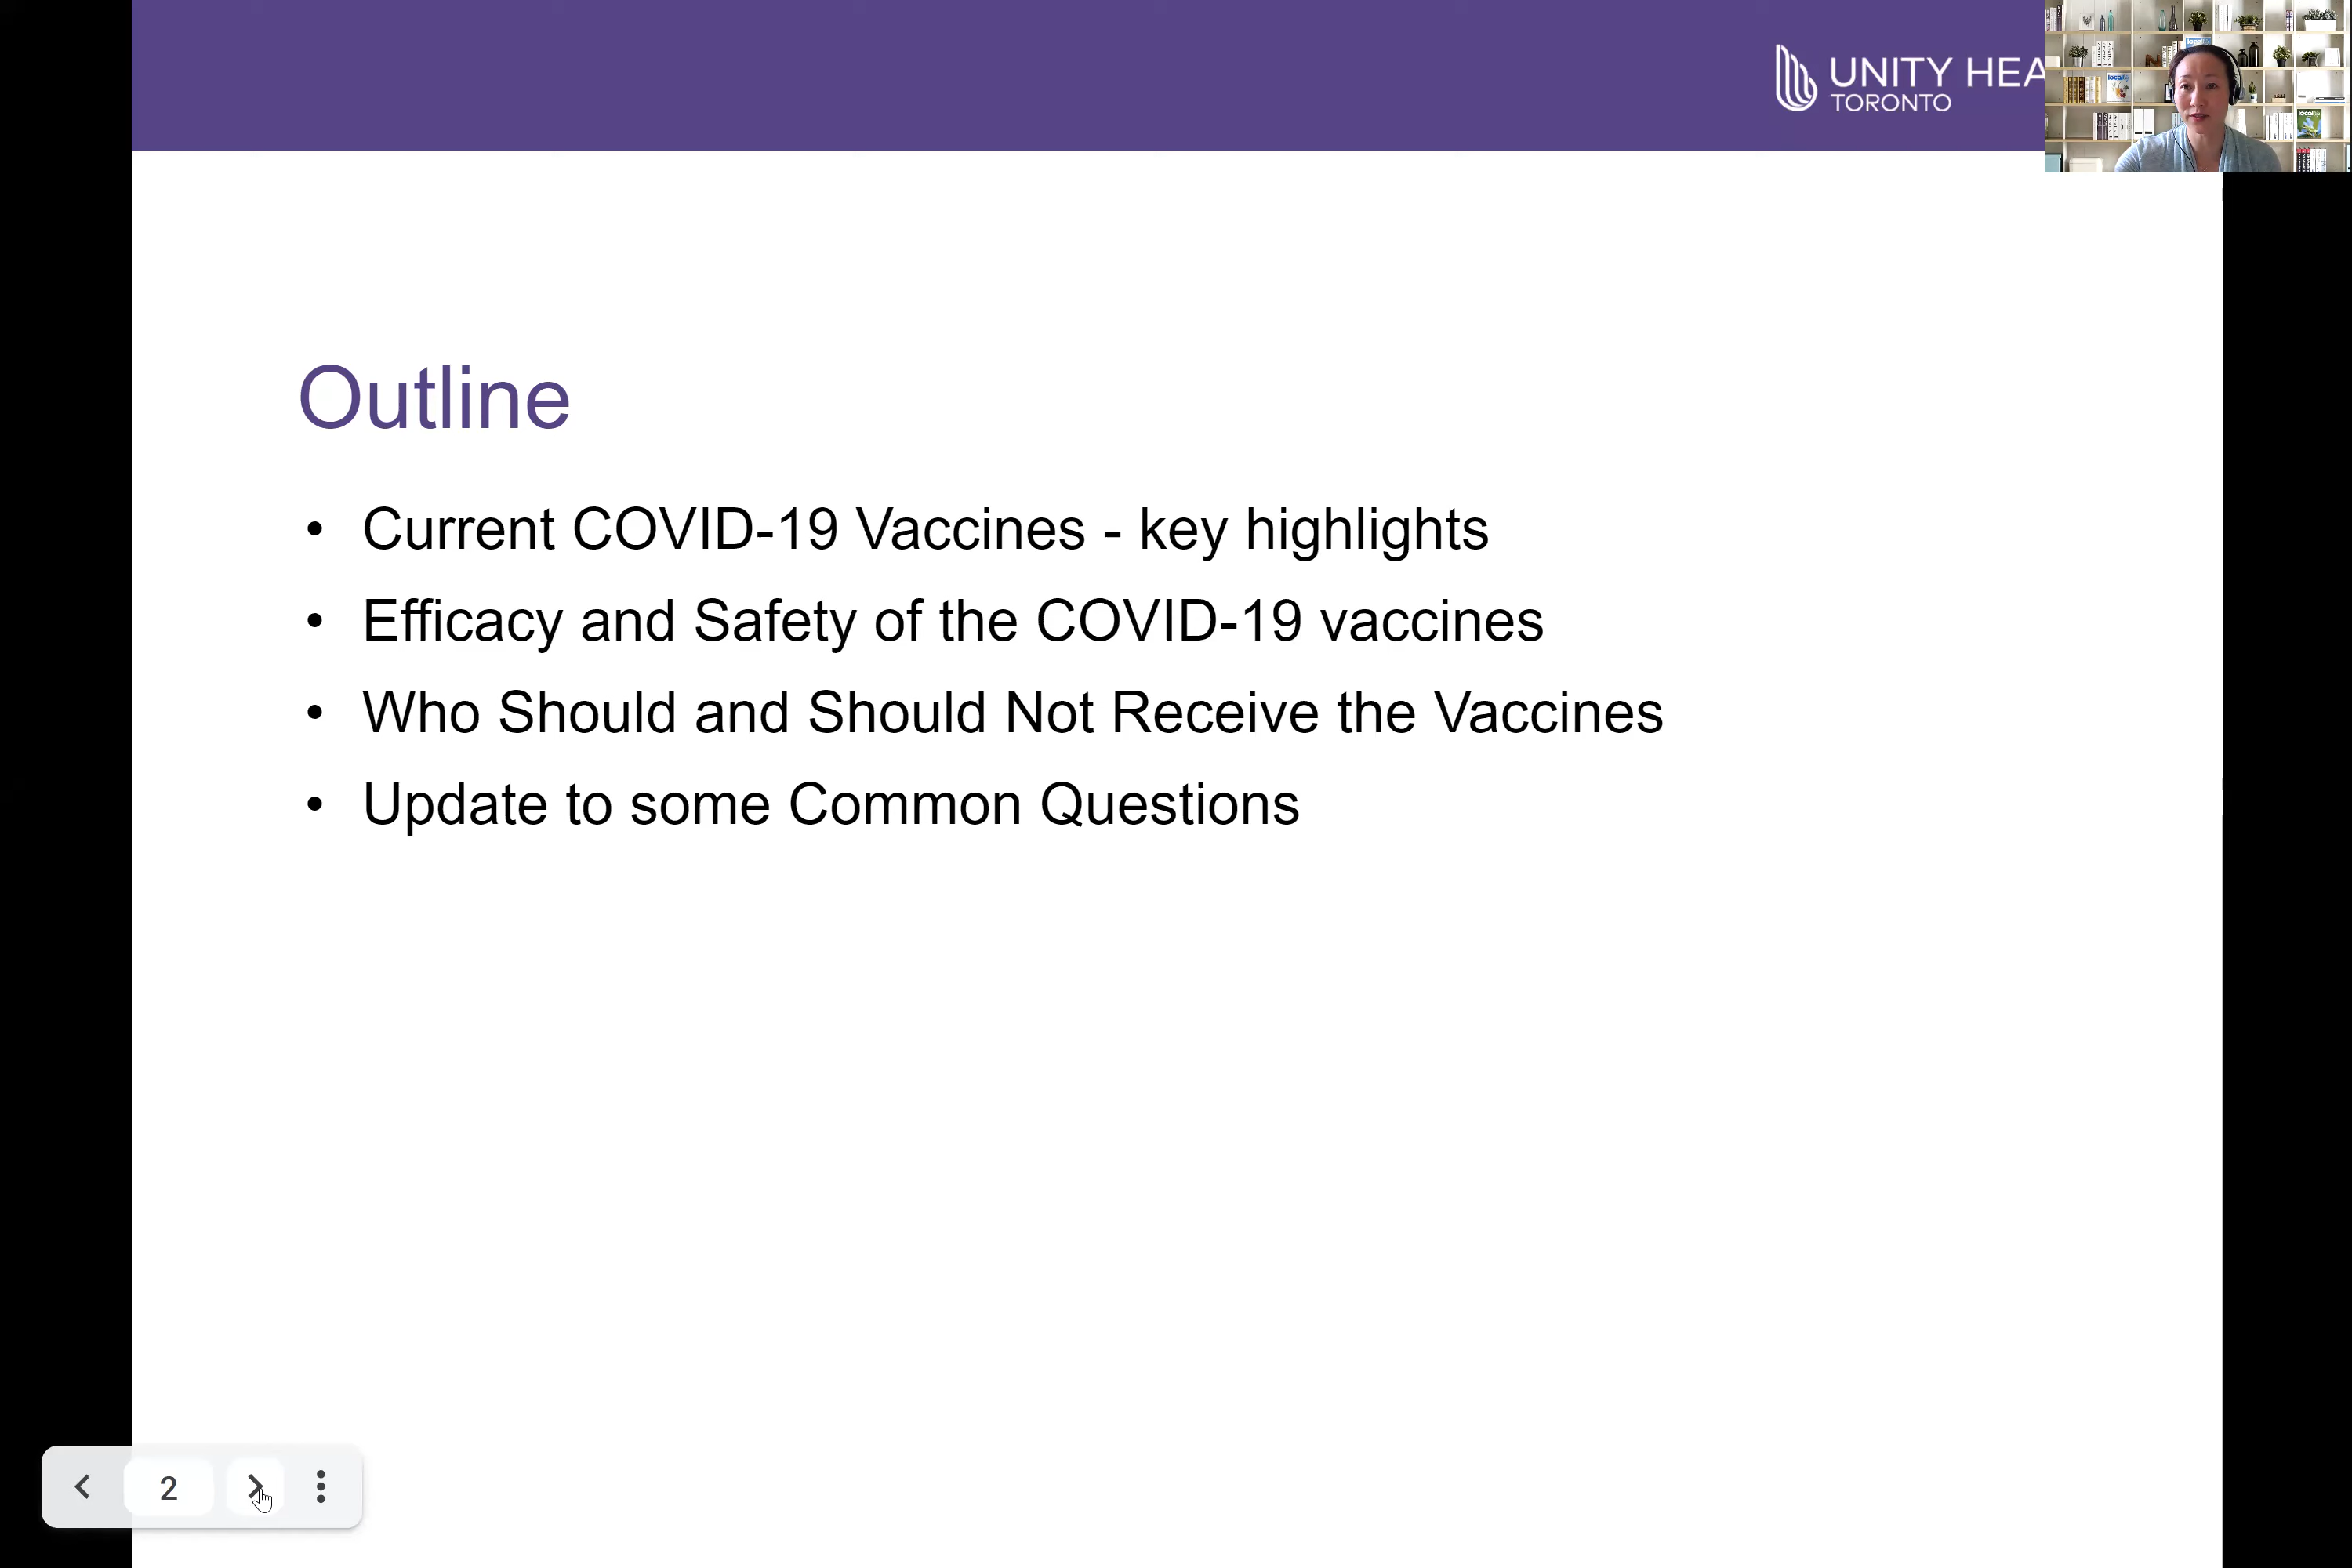 UNITY HEA
TORONTO
Outline
• Current COVID-19 Vaccines - key highlights
• Efficacy and Safety of the COVID-19 vaccines
• Who Should and Should Not Receive the Vaccines
• Update to some Common Questions
2